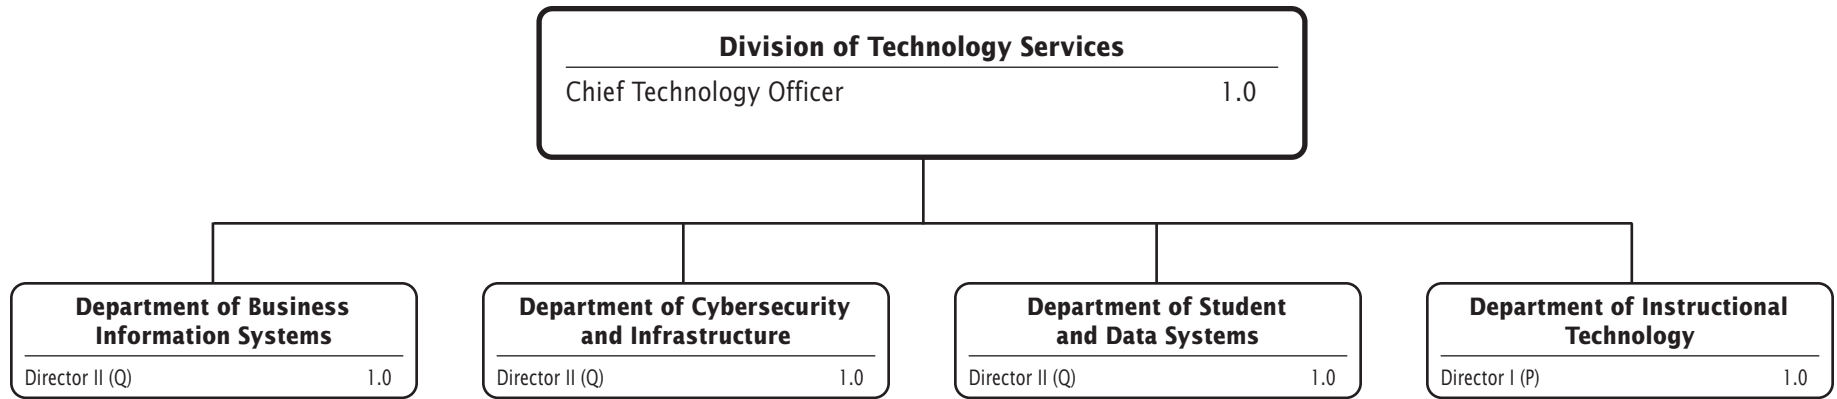 Division of Technology Services
Chief Technology Officer 1.0
Department of Business
Information Systems
Director II (Q) 1.0
Department of Cybersecurity
and Infrastructure
Director II (Q) 1.0
Department of Student
and Data Systems
Director II (Q) 1.0
Department of Instructional
Technology
Director I (P) 1.0